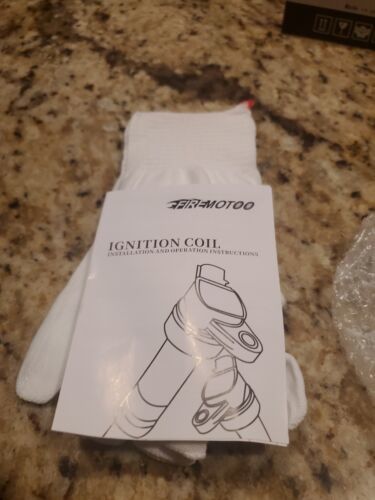 FIREMOTOO
IGNITION COIL
INSTALLATION AND OPERATION INSTRUCTIONS